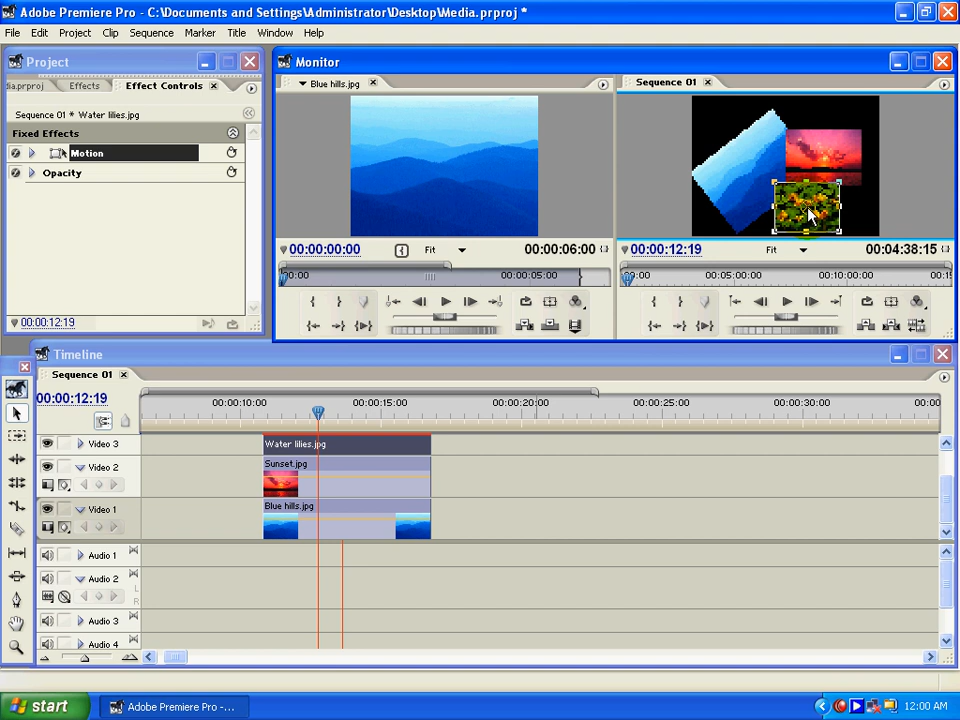 Adobe Premiere Pro - C:\Documents and Settings\Administrator\Desktop\Media.prproj *
File Edit Project Clip Sequence Marker Title Window Help
Project
Monitor
dia.prproj Effects Effect Controls
Blue hills.jpg
Sequence 01
Sequence 01 * Water lilies.jpg
Fixed Effects
Motion
Opacity
00:00:00:00 Fit 00:00:06:00
00:00:12:19 Fit 00:04:38:15
00:00 00:00:05:00
00:00 00:05:00:00 00:10:00:00 00:1
00:00:12:19
Timeline
Sequence 01
00:00:12:19
00:00:10:00 00:00:15:00 00:00:20:00 00:00:25:00 00:00:30:00 00:00
Video 3
Water lilies.jpg
Video 2
Sunset.jpg
Video 1
Blue hills.jpg
Audio 1
Audio 2
L
R
Audio 3
Audio 4
start
Adobe Premiere Pro -...
12:00 AM